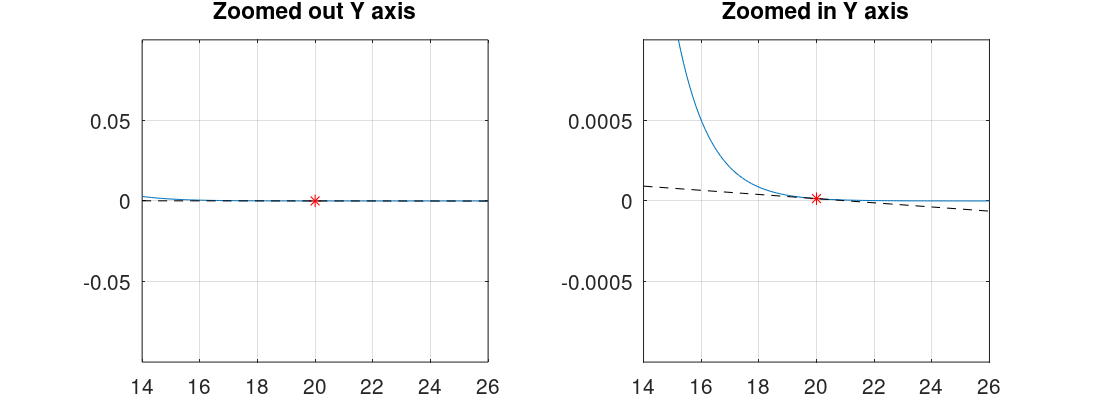 Zoomed out Y axis
0.05
0
-0.05
14 16 18 20 22 24 26
Zoomed in Y axis
0.0005
0
-0.0005
14 16 18 20 22 24 26